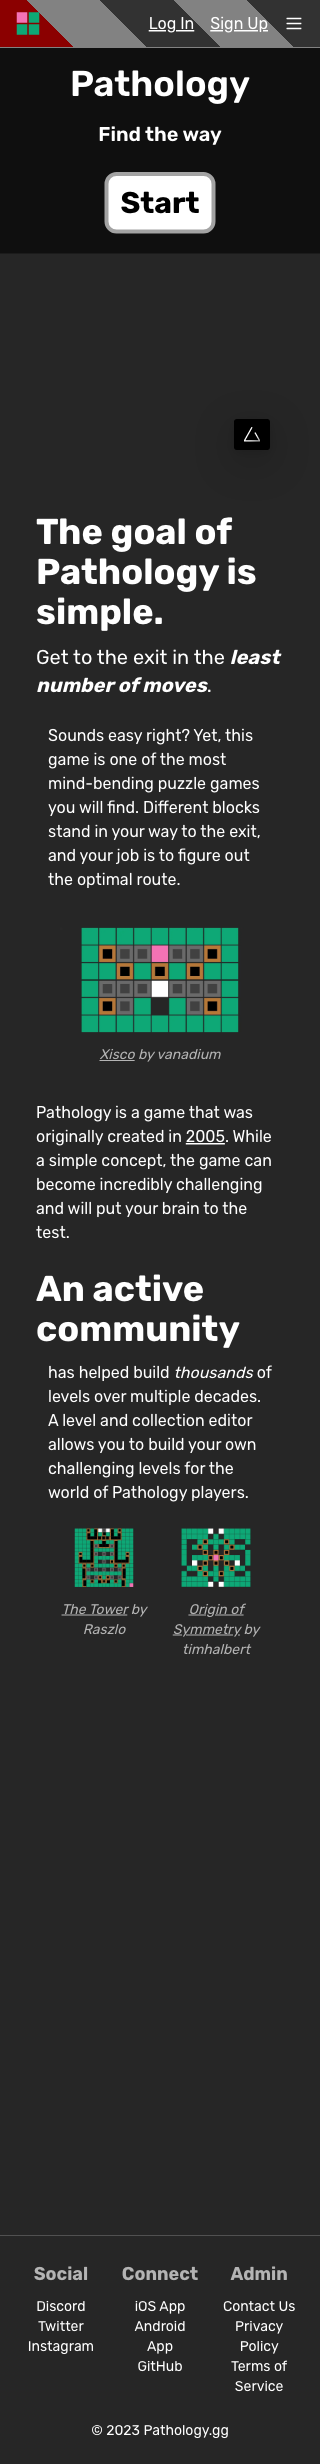 Log In Sign Up
Pathology
Find the way
Start
The goal of
Pathology is
simple.
Get to the exit in the least
number of moves.
Sounds easy right? Yet, this
game is one of the most
mind-bending puzzle games
you will find. Different blocks
stand in your way to the exit,
and your job is to figure out
the optimal route.
Xisco by vanadium
Pathology is a game that was
originally created in 2005. While
a simple concept, the game can
become incredibly challenging
and will put your brain to the
test.
An active
community
has helped build thousands of
levels over multiple decades.
A level and collection editor
allows you to build your own
challenging levels for the
world of Pathology players.
The Tower by
Raszlo
Origin of
Symmetry by
timhalbert
Social
Discord
Twitter
Instagram
Connect
iOS App
Android
App
GitHub
Admin
Contact Us
Privacy
Policy
Terms of
Service
© 2023 Pathology.gg